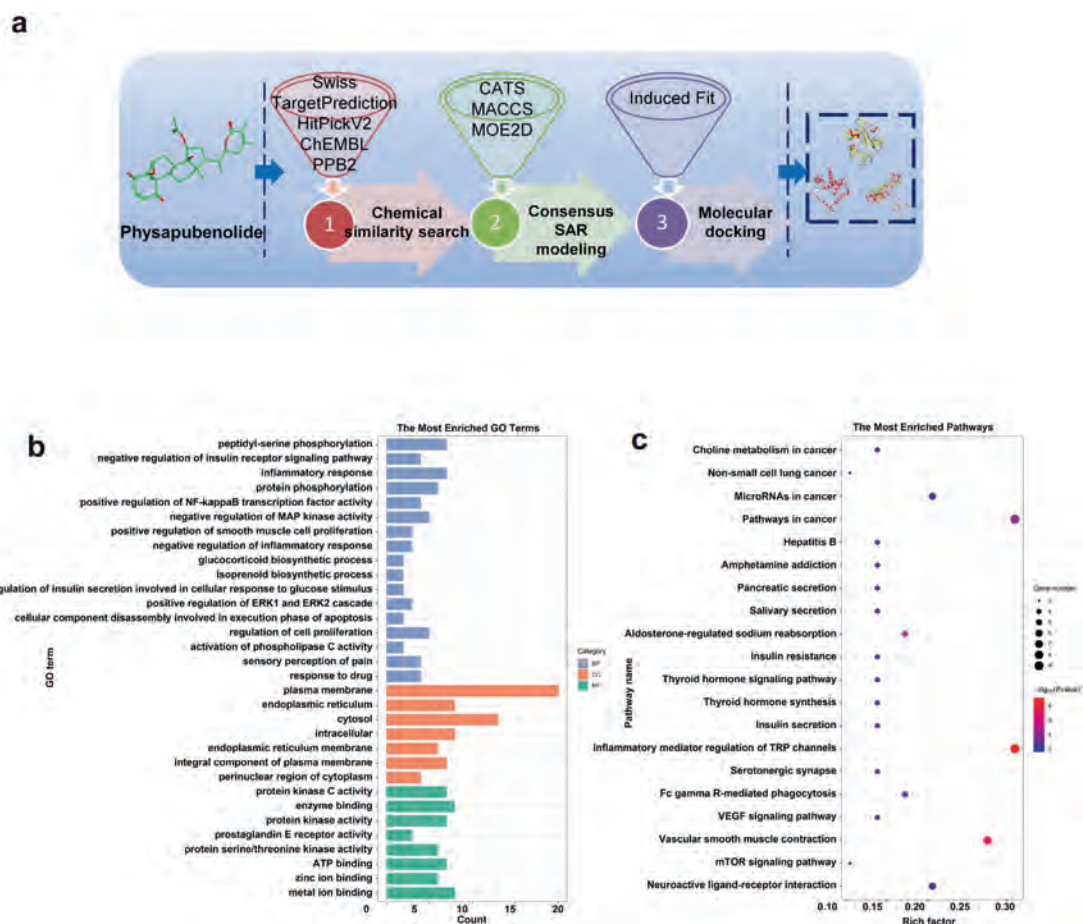 a
Swiss
TargetPrediction
HitPickV2
ChEMBL
PPB2
CATS
MACCS
MOE2D
Induced Fit
Physapubenolide
1
Chemical
similarity search
2
Consensus
SAR
modeling
3
Molecular
docking
b
The Most Enriched GO Terms
peptidyl-serine phosphorylation
negative regulation of insulin receptor signaling pathway
inflammatory response
protein phosphorylation
positive regulation of NF-kappaB transcription factor activity
negative regulation of MAP kinase activity
positive regulation of smooth muscle cell proliferation
negative regulation of inflammatory response
glucocorticoid biosynthetic process
isoprenoid biosynthetic process
gulation of insulin secretion involved in cellular response to glucose stimulus
positive regulation of ERK1 and ERK2 cascade
cellular component disassembly involved in execution phase of apoptosis
regulation of cell proliferation
activation of phospholipase C activity
sensory perception of pain
response to drug
plasma membrane
endoplasmic reticulum
cytosol
intracellular
endoplasmic reticulum membrane
integral component of plasma membrane
perinuclear region of cytoplasm
protein kinase C activity
enzyme binding
protein kinase activity
prostaglandin E receptor activity
protein serine/threonine kinase activity
ATP binding
zinc ion binding
metal ion binding
GO term
0 5 10 15 20
Count
Category
BP
CC
MF
c
The Most Enriched Pathways
Choline metabolism in cancer
Non-small cell lung cancer
MicroRNAs in cancer
Pathways in cancer
Hepatitis B
Amphetamine addiction
Pancreatic secretion
Salivary secretion
Aldosterone-regulated sodium reabsorption
Insulin resistance
Thyroid hormone signaling pathway
Thyroid hormone synthesis
Insulin secretion
Inflammatory mediator regulation of TRP channels
Serotonergic synapse
Fc gamma R-mediated phagocytosis
VEGF signaling pathway
Vascular smooth muscle contraction
mTOR signaling pathway
Neuroactive ligand-receptor interaction
Pathway name
0.10 0.15 0.20 0.25 0.30
Rich factor
Gene number